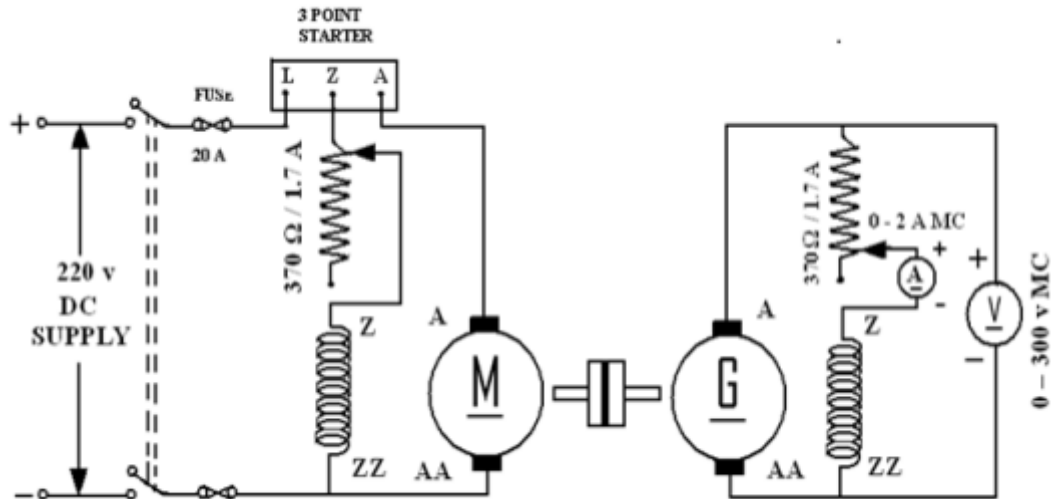 3 POINT
STARTER
L Z A
FUSE
20 A
+
370 Ω / 1.7 A
220 v
DC
SUPPLY
Z
ZZ
A
M
AA
−
A
G
AA
370 Ω / 1.7 A
0 - 2 A MC
+
A
-
Z
ZZ
+
V
−
0 – 300 v MC